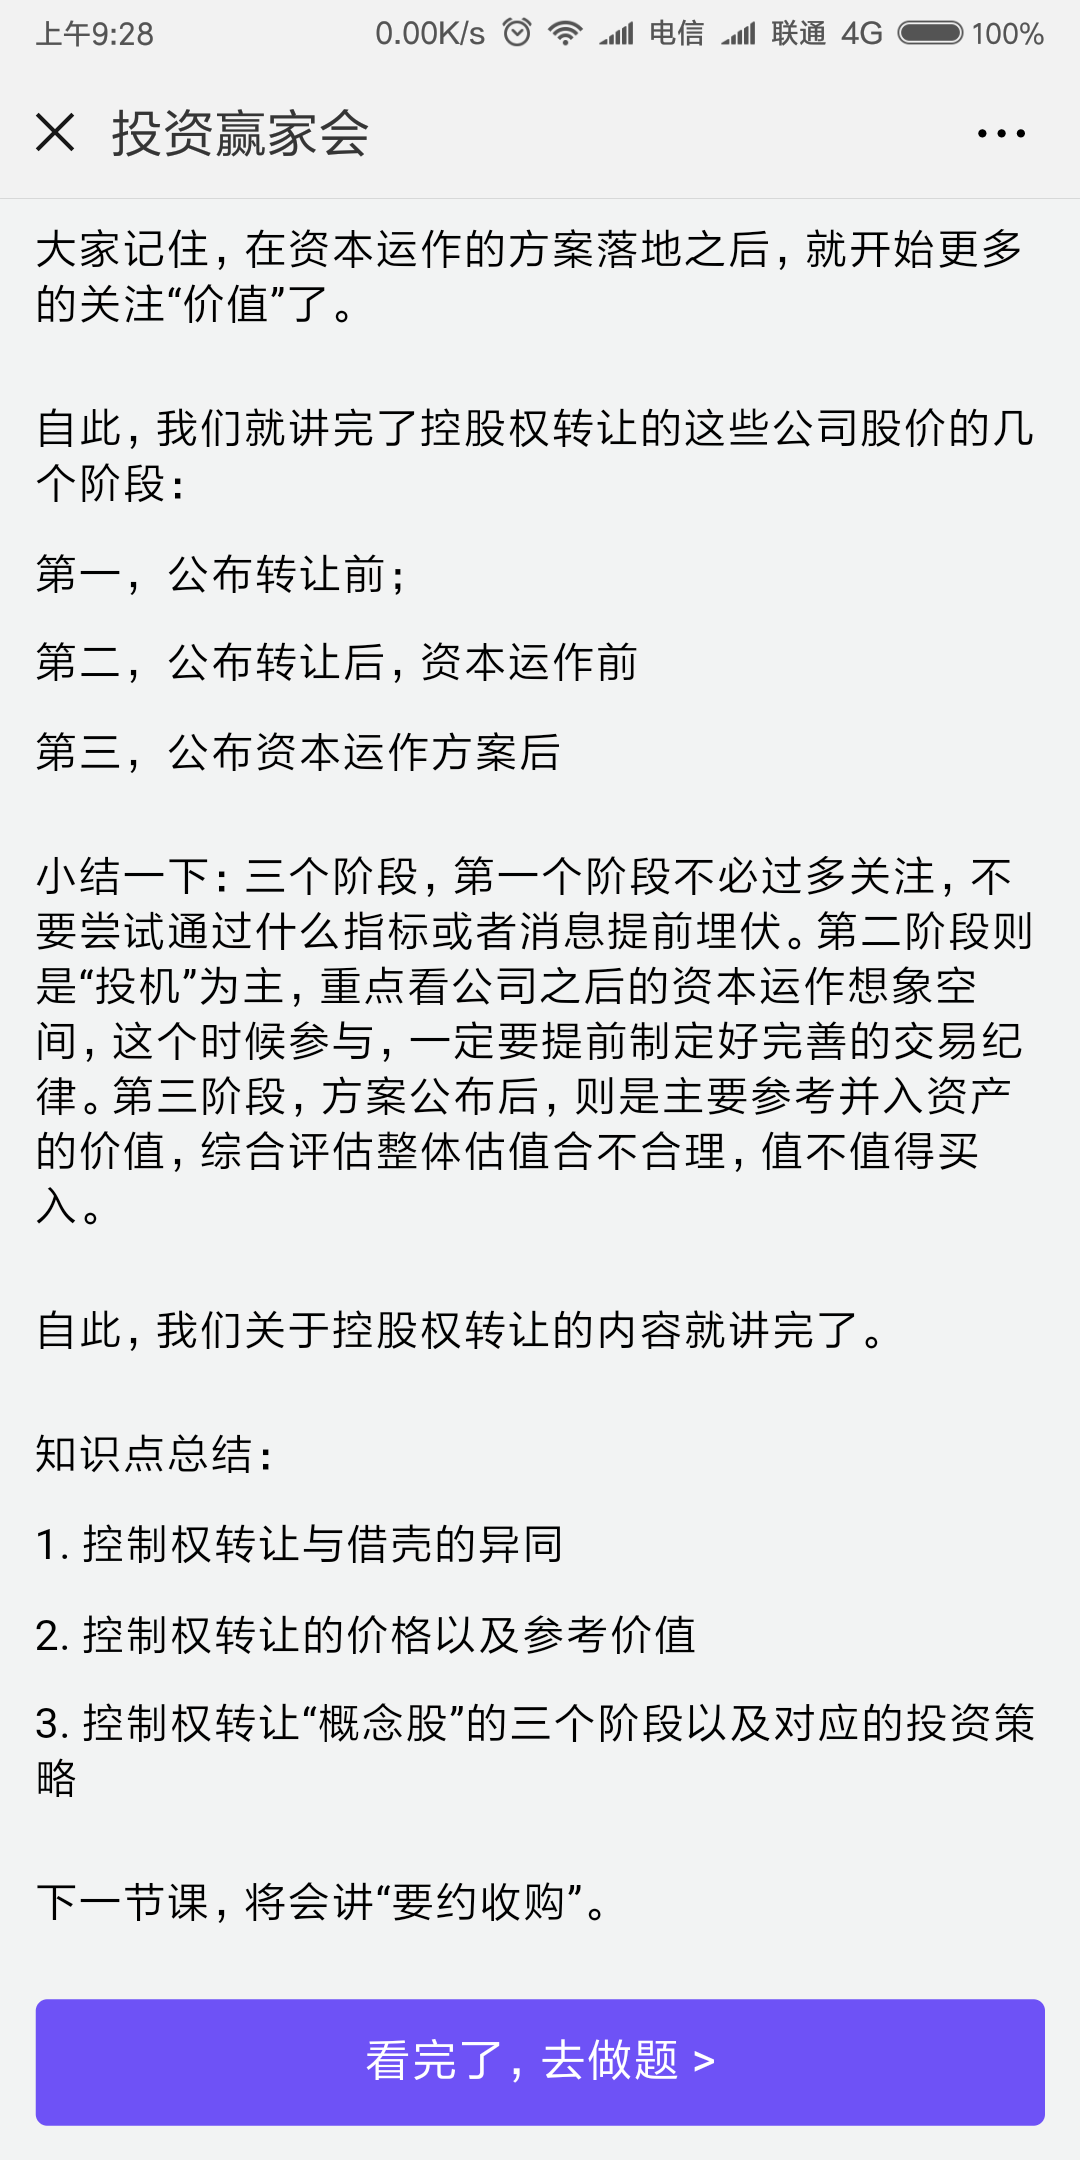 上午9:28 0.00K/s 电信 联通 4G 100%
投资赢家会
大家记住,在资本运作的方案落地之后,就开始更多
的关注“价值”了。
自此,我们就讲完了控股权转让的这些公司股价的几
个阶段:
第一，公布转让前;
第二，公布转让后,资本运作前
第三，公布资本运作方案后
小结一下:三个阶段,第一个阶段不必过多关注,不
要尝试通过什么指标或者消息提前埋伏。第二阶段则
是“投机”为主,重点看公司之后的资本运作想象空
间,这个时候参与,一定要提前制定好完善的交易纪
律。第三阶段,方案公布后,则是主要参考并入资产
的价值,综合评估整体估值合不合理,值不值得买
入。
自此,我们关于控股权转让的内容就讲完了。
知识点总结:
1. 控制权转让与借壳的异同
2. 控制权转让的价格以及参考价值
3. 控制权转让“概念股”的三个阶段以及对应的投资策
略
下一节课,将会讲“要约收购”。
看完了,去做题 >